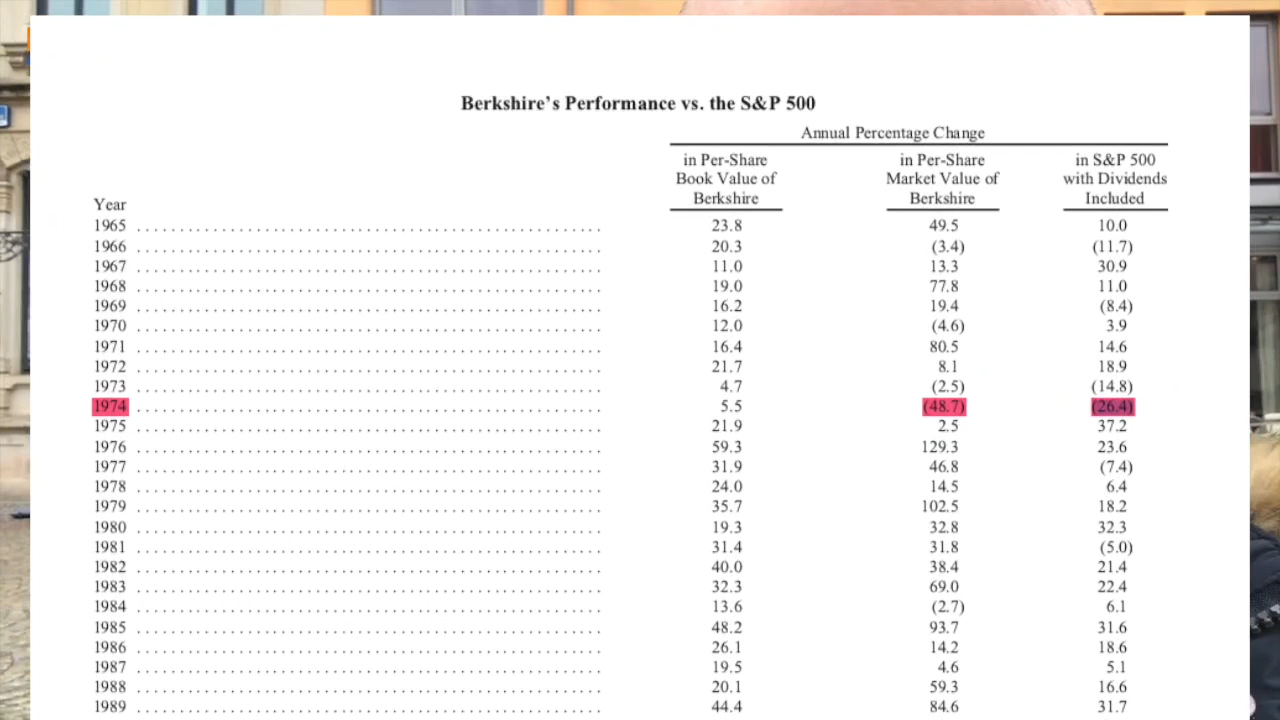 Berkshire's Performance vs. the S&P 500
Annual Percentage Change
in Per-Share in Per-Share in S&P 500
Book Value of Market Value of with Dividends
Year Berkshire Berkshire Included
1965 23.8 49.5 10.0
1966 20.3 (3.4) (11.7)
1967 11.0 13.3 30.9
1968 19.0 77.8 11.0
1969 16.2 19.4 (8.4)
1970 12.0 (4.6) 3.9
1971 16.4 80.5 14.6
1972 21.7 8.1 18.9
1973 4.7 (2.5) (14.8)
1974 5.5 (48.7) (26.4)
1975 21.9 2.5 37.2
1976 59.3 129.3 23.6
1977 31.9 46.8 (7.4)
1978 24.0 14.5 6.4
1979 35.7 102.5 18.2
1980 19.3 32.8 32.3
1981 31.4 31.8 (5.0)
1982 40.0 38.4 21.4
1983 32.3 69.0 22.4
1984 13.6 (2.7) 6.1
1985 48.2 93.7 31.6
1986 26.1 14.2 18.6
1987 19.5 4.6 5.1
1988 20.1 59.3 16.6
1989 44.4 84.6 31.7